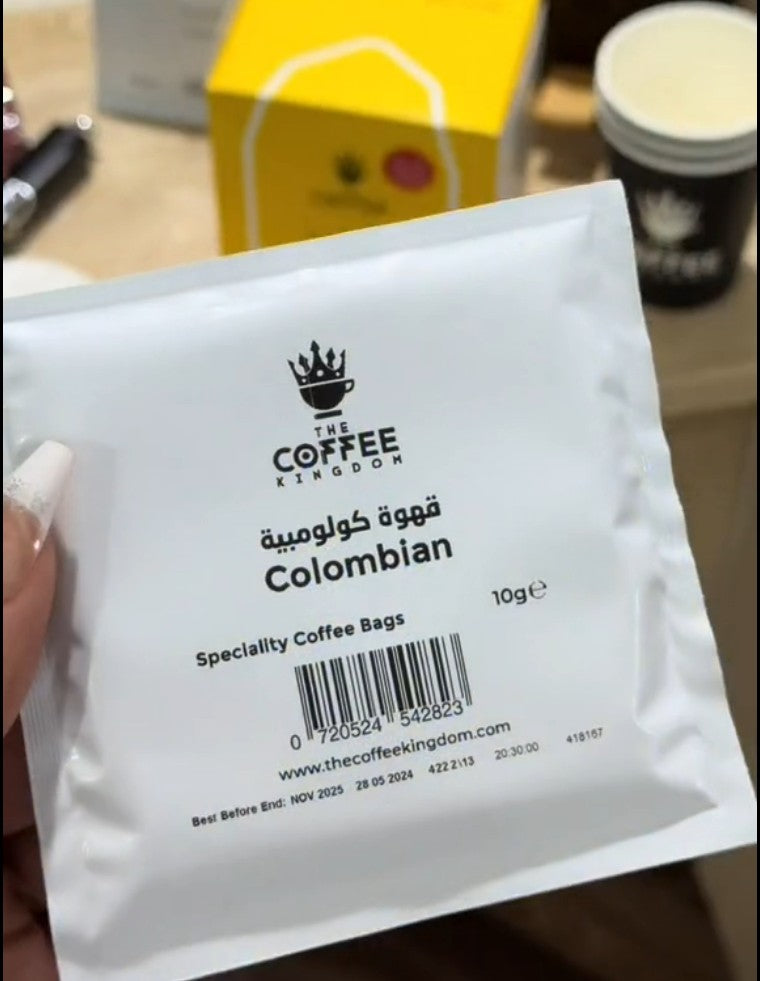 THE
COFFEE
KINGDOM
قهوة كولومبية
Colombian
10g℮
Speciality Coffee Bags
0 720524 542823
www.thecoffeekingdom.com
Best Before End: NOV 2025 28 05 2024 422 2\13 20:30:00 418167
COFFEE